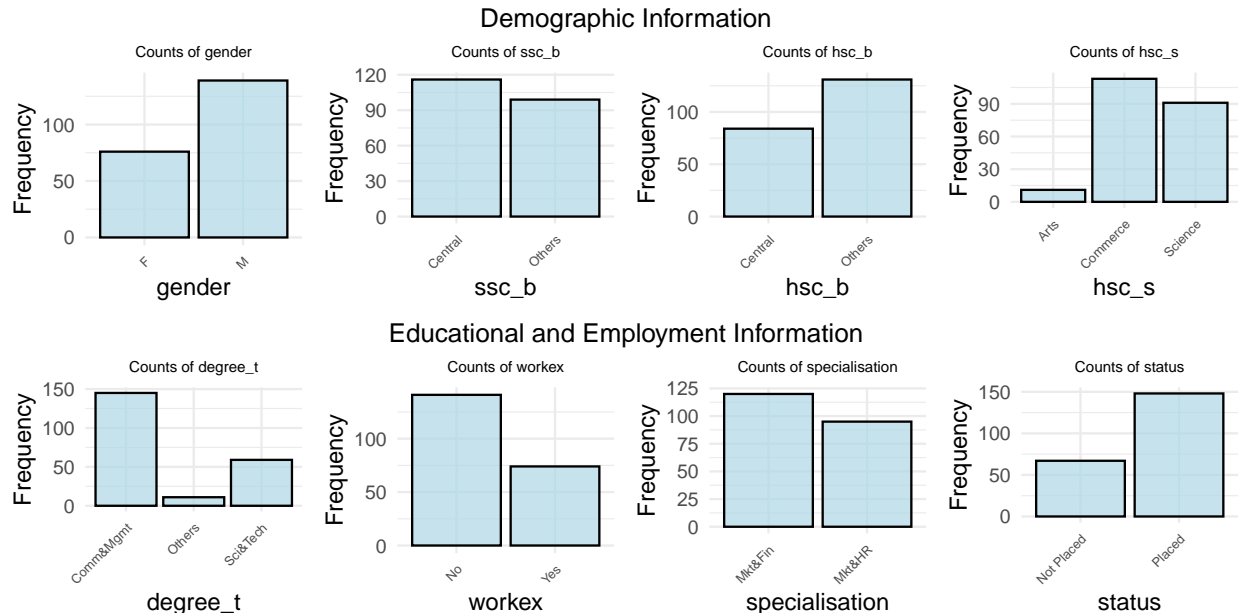 Demographic Information
Counts of gender
Frequency
100
50
0
F
M
gender
Counts of ssc_b
Frequency
120
90
60
30
0
Central
Others
ssc_b
Counts of hsc_b
Frequency
100
50
0
Central
Others
hsc_b
Counts of hsc_s
Frequency
90
60
30
0
Arts
Commerce
Science
hsc_s
Educational and Employment Information
Counts of degree_t
Frequency
150
100
50
0
Comm&Mgmt
Others
Sci&Tech
degree_t
Counts of workex
Frequency
100
50
0
No
Yes
workex
Counts of specialisation
Frequency
125
100
75
50
25
0
Mkt&Fin
Mkt&HR
specialisation
Counts of status
Frequency
150
100
50
0
Not Placed
Placed
status